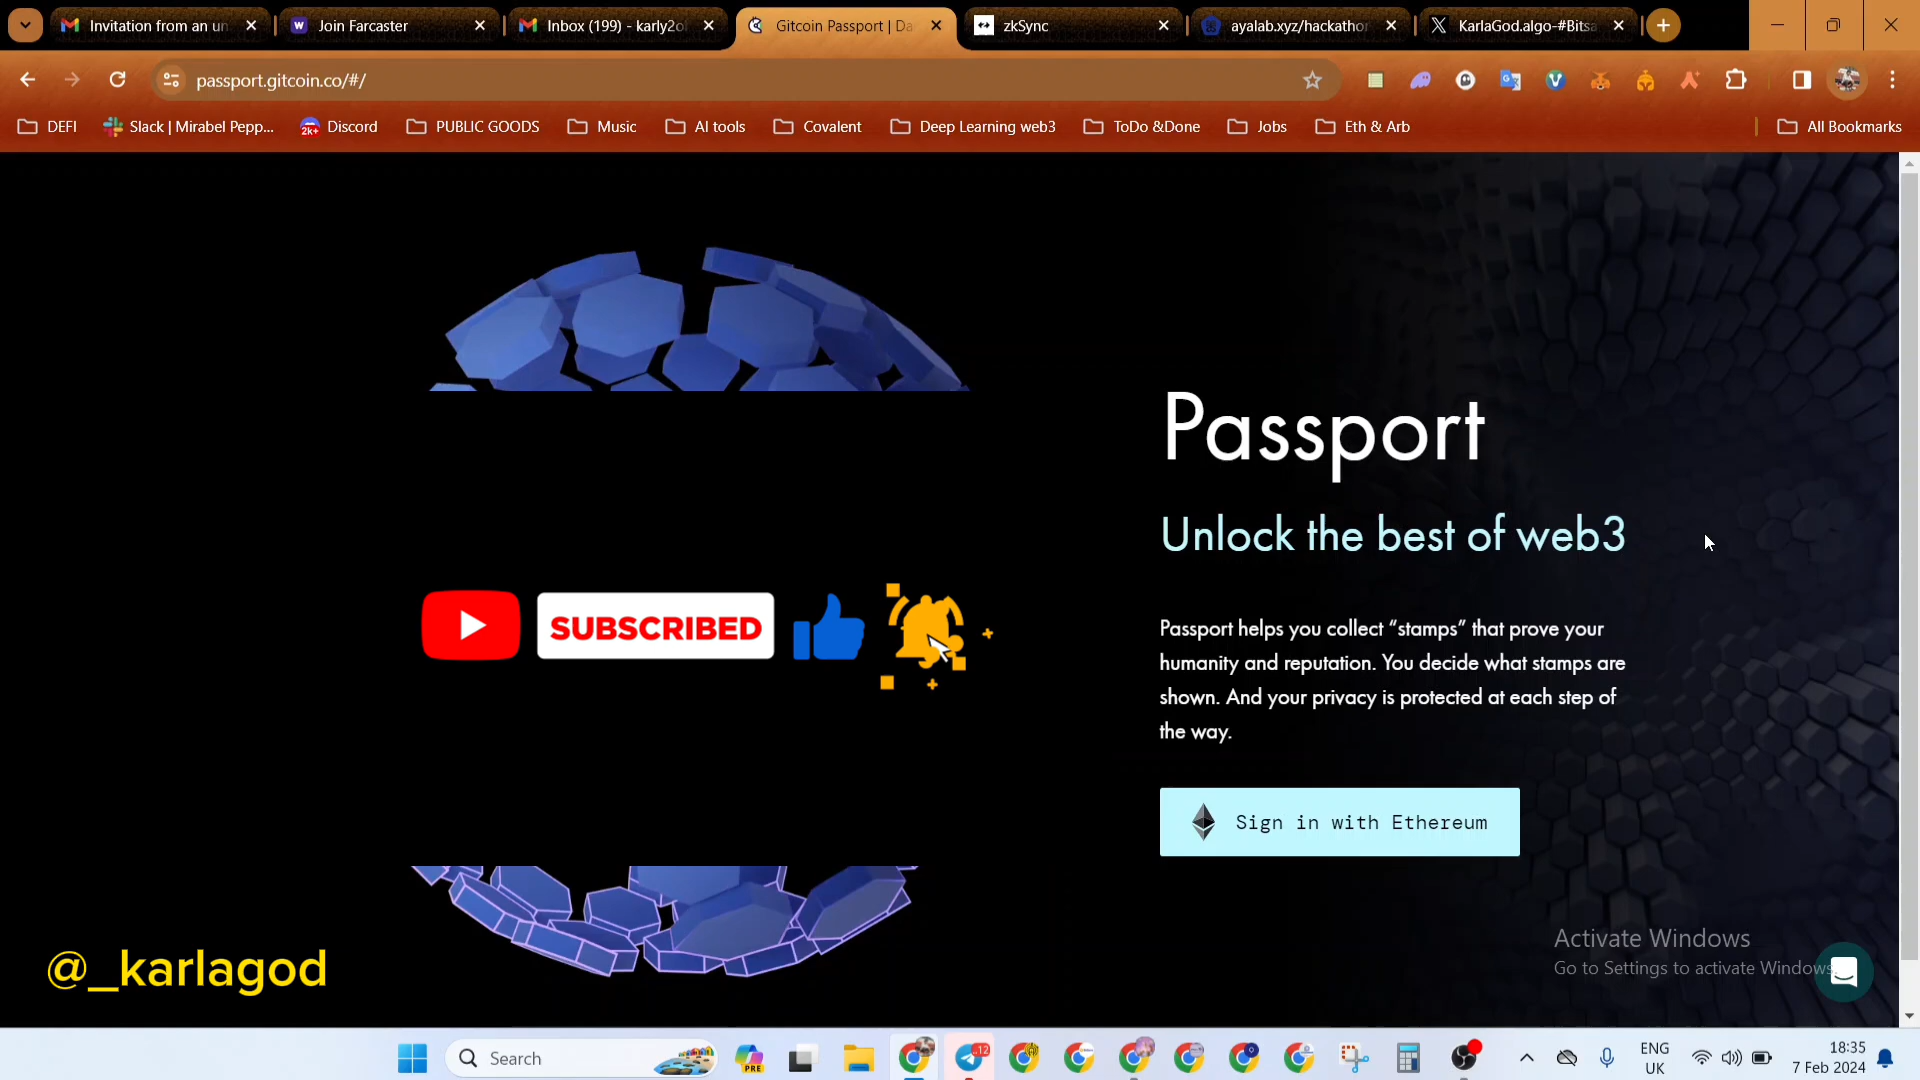 Invitation from an un
Join Farcaster
Inbox (199) - karly2ol
Gitcoin Passport | Da
zkSync
ayalab.xyz/hackathon
KarlaGod.algo-#Bitsa
passport.gitcoin.co/#/
DEFI
Slack | Mirabel Pepp...
2k+
Discord
PUBLIC GOODS
Music
AI tools
Covalent
Deep Learning web3
ToDo &Done
Jobs
Eth & Arb
All Bookmarks
Passport
Unlock the best of web3
Passport helps you collect “stamps” that prove your
humanity and reputation. You decide what stamps are
shown. And your privacy is protected at each step of
the way.
SUBSCRIBED
Sign in with Ethereum
@_karlagod
Activate Windows
Go to Settings to activate Windows
Search
PRE
12
ENG
UK
18:35
7 Feb 2024